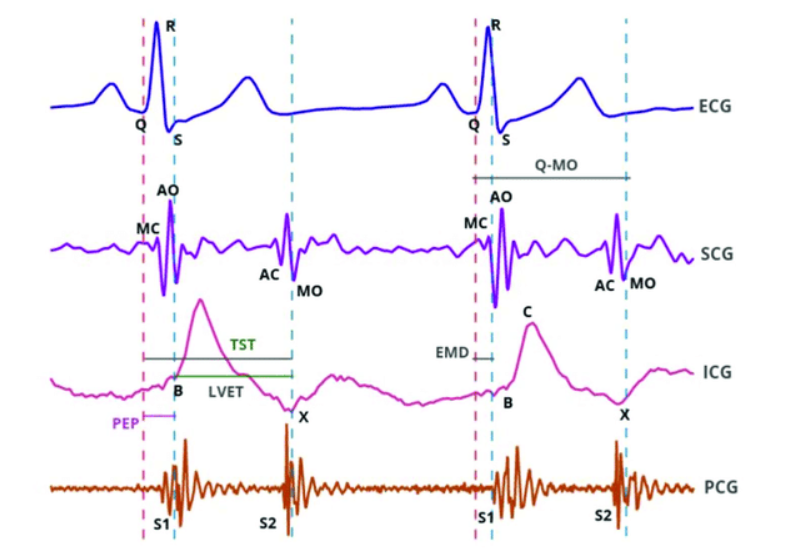 R
R
ECG
Q
S
Q
S
Q-MO
AO
AO
MC
MC
SCG
AC
MO
AC
MO
C
TST
EMD
ICG
B
LVET
B
X
X
PEP
PCG
S1
S2
S1
S2